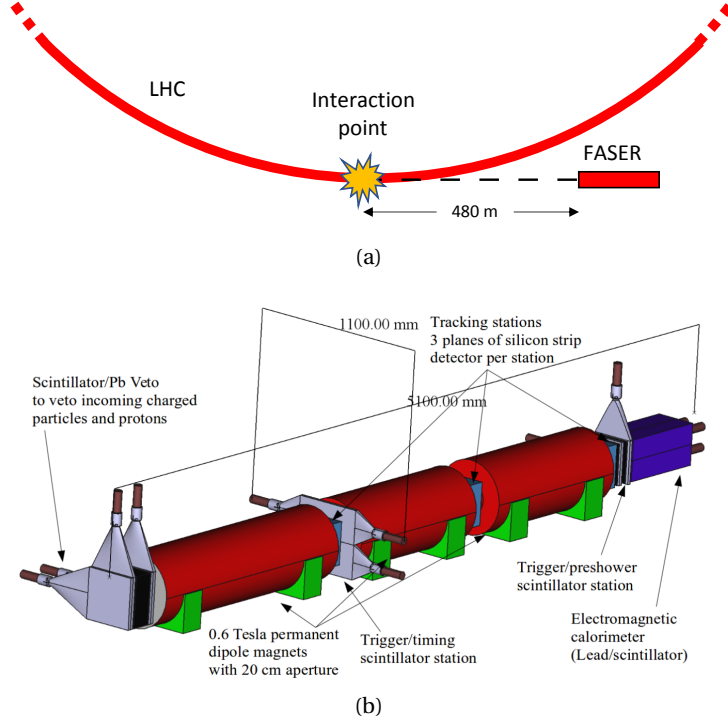 LHC
Interaction
point
FASER
480 m
(a)
1100.00 mm
Tracking stations
3 planes of silicon strip
detector per station
Scintillator/Pb Veto
to veto incoming charged
particles and protons
5100.00 mm
Trigger/preshower
scintillator station
0.6 Tesla permanent
dipole magnets
with 20 cm aperture
Trigger/timing
scintillator station
Electromagnetic
calorimeter
(Lead/scintillator)
(b)